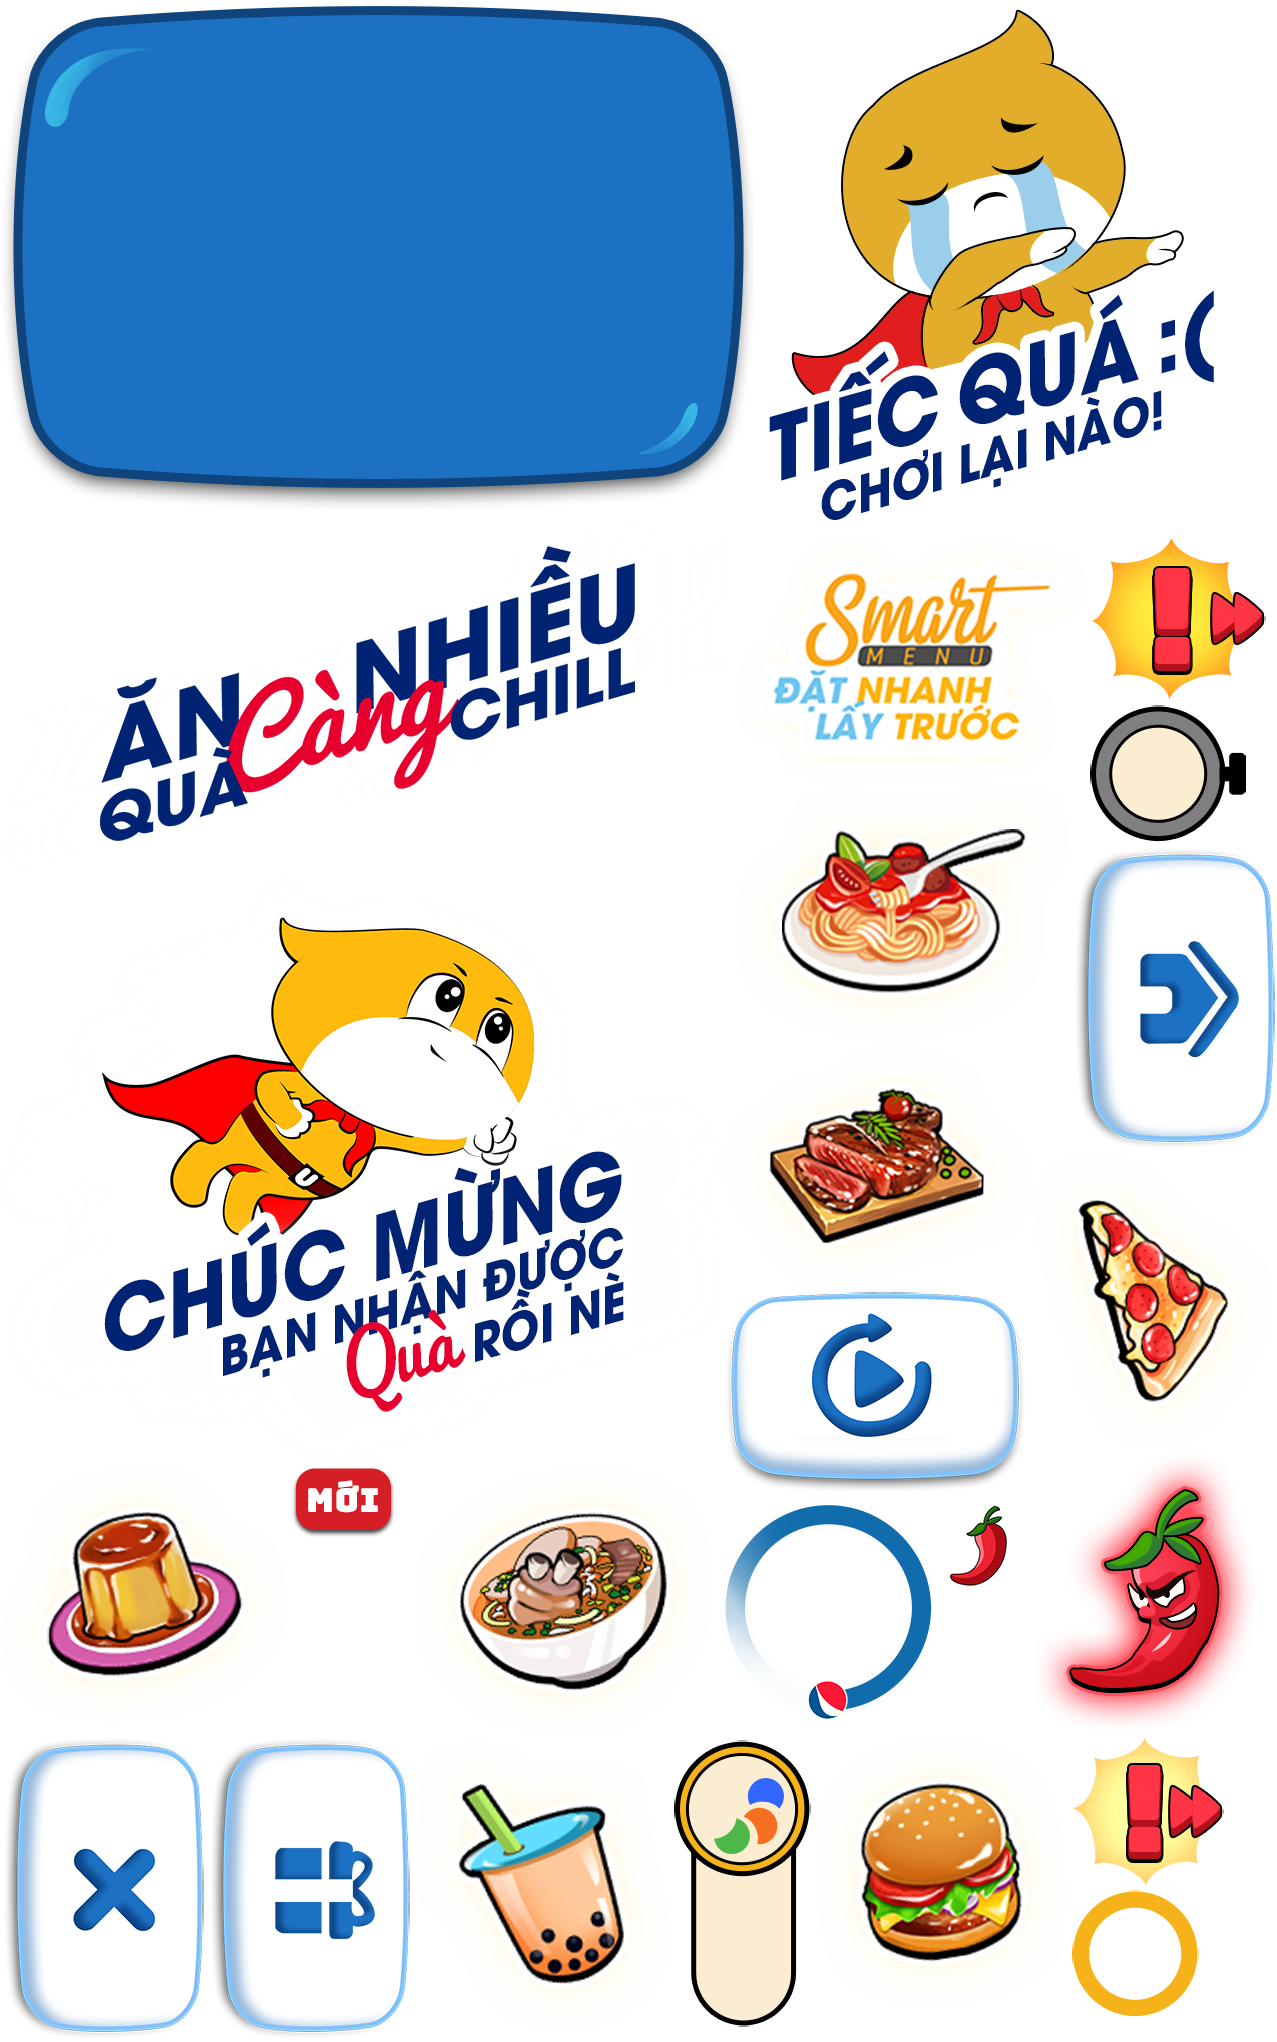 TIẾC QUÁ :(
CHƠI LẠI NÀO!
ĂN Càng NHIỀU
QUÀ CHILL
Smart
MENU
ĐẶT NHANH
LẤY TRƯỚC
CHÚC MỪNG
BẠN NHẬN ĐƯỢC
Quà RỒI NÈ
MỚI